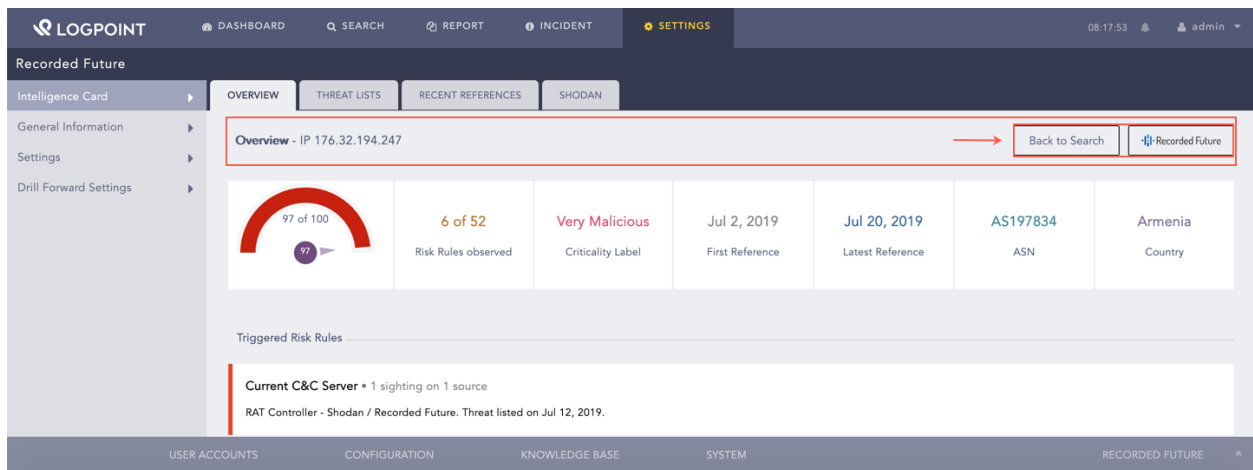 LOGPOINT DASHBOARD SEARCH REPORT INCIDENT SETTINGS 08:17:53 admin
Recorded Future
Intelligence Card
General Information
Settings
Drill Forward Settings
OVERVIEW THREAT LISTS RECENT REFERENCES SHODAN
Overview - IP 176.32.194.247 Back to Search Recorded Future
97 of 100
97
6 of 52
Risk Rules observed
Very Malicious
Criticality Label
Jul 2, 2019
First Reference
Jul 20, 2019
Latest Reference
AS197834
ASN
Armenia
Country
Triggered Risk Rules
Current C&C Server • 1 sighting on 1 source
RAT Controller - Shodan / Recorded Future. Threat listed on Jul 12, 2019.
USER ACCOUNTS CONFIGURATION KNOWLEDGE BASE SYSTEM RECORDED FUTURE